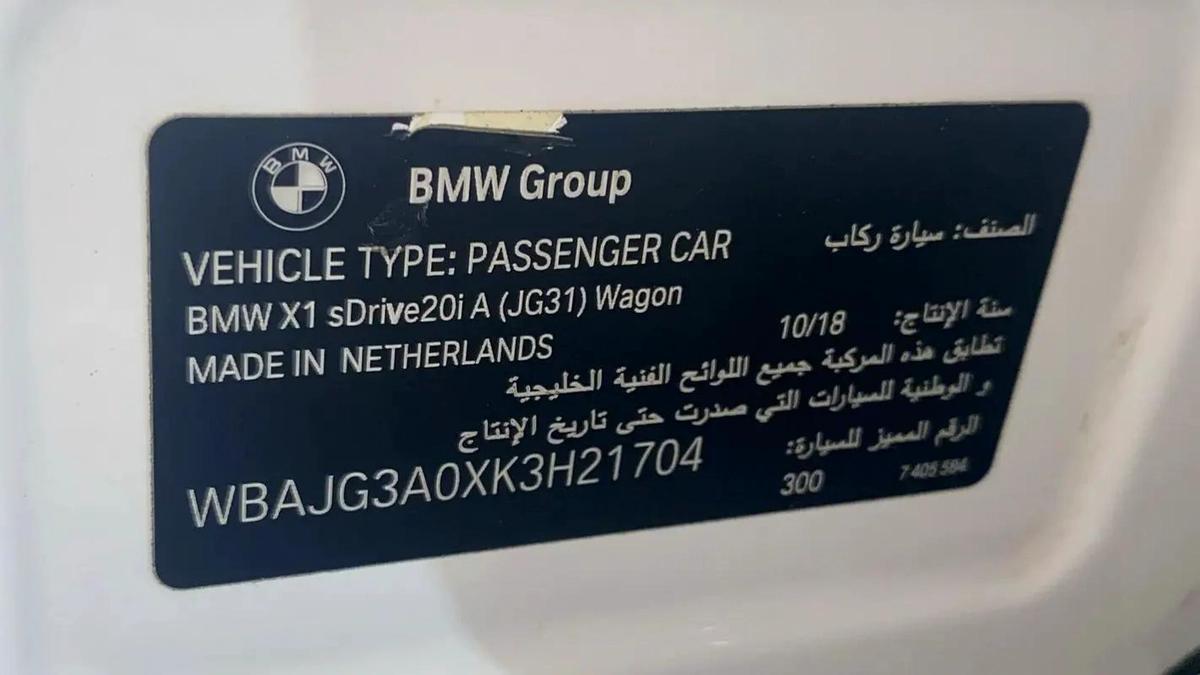 BMW
BMW Group
VEHICLE TYPE: PASSENGER CAR
الصنف: سيارة ركاب
BMW X1 sDrive20i A (JG31) Wagon
سنة الإنتاج: 10/18
MADE IN NETHERLANDS
تطابق هذه المركبة جميع اللوائح الفنية الخليجية
و الوطنية للسيارات التي صدرت حتى تاريخ الإنتاج
الرقم المميز للسيارة:
WBAJG3A0XK3H21704
300
7 405 584